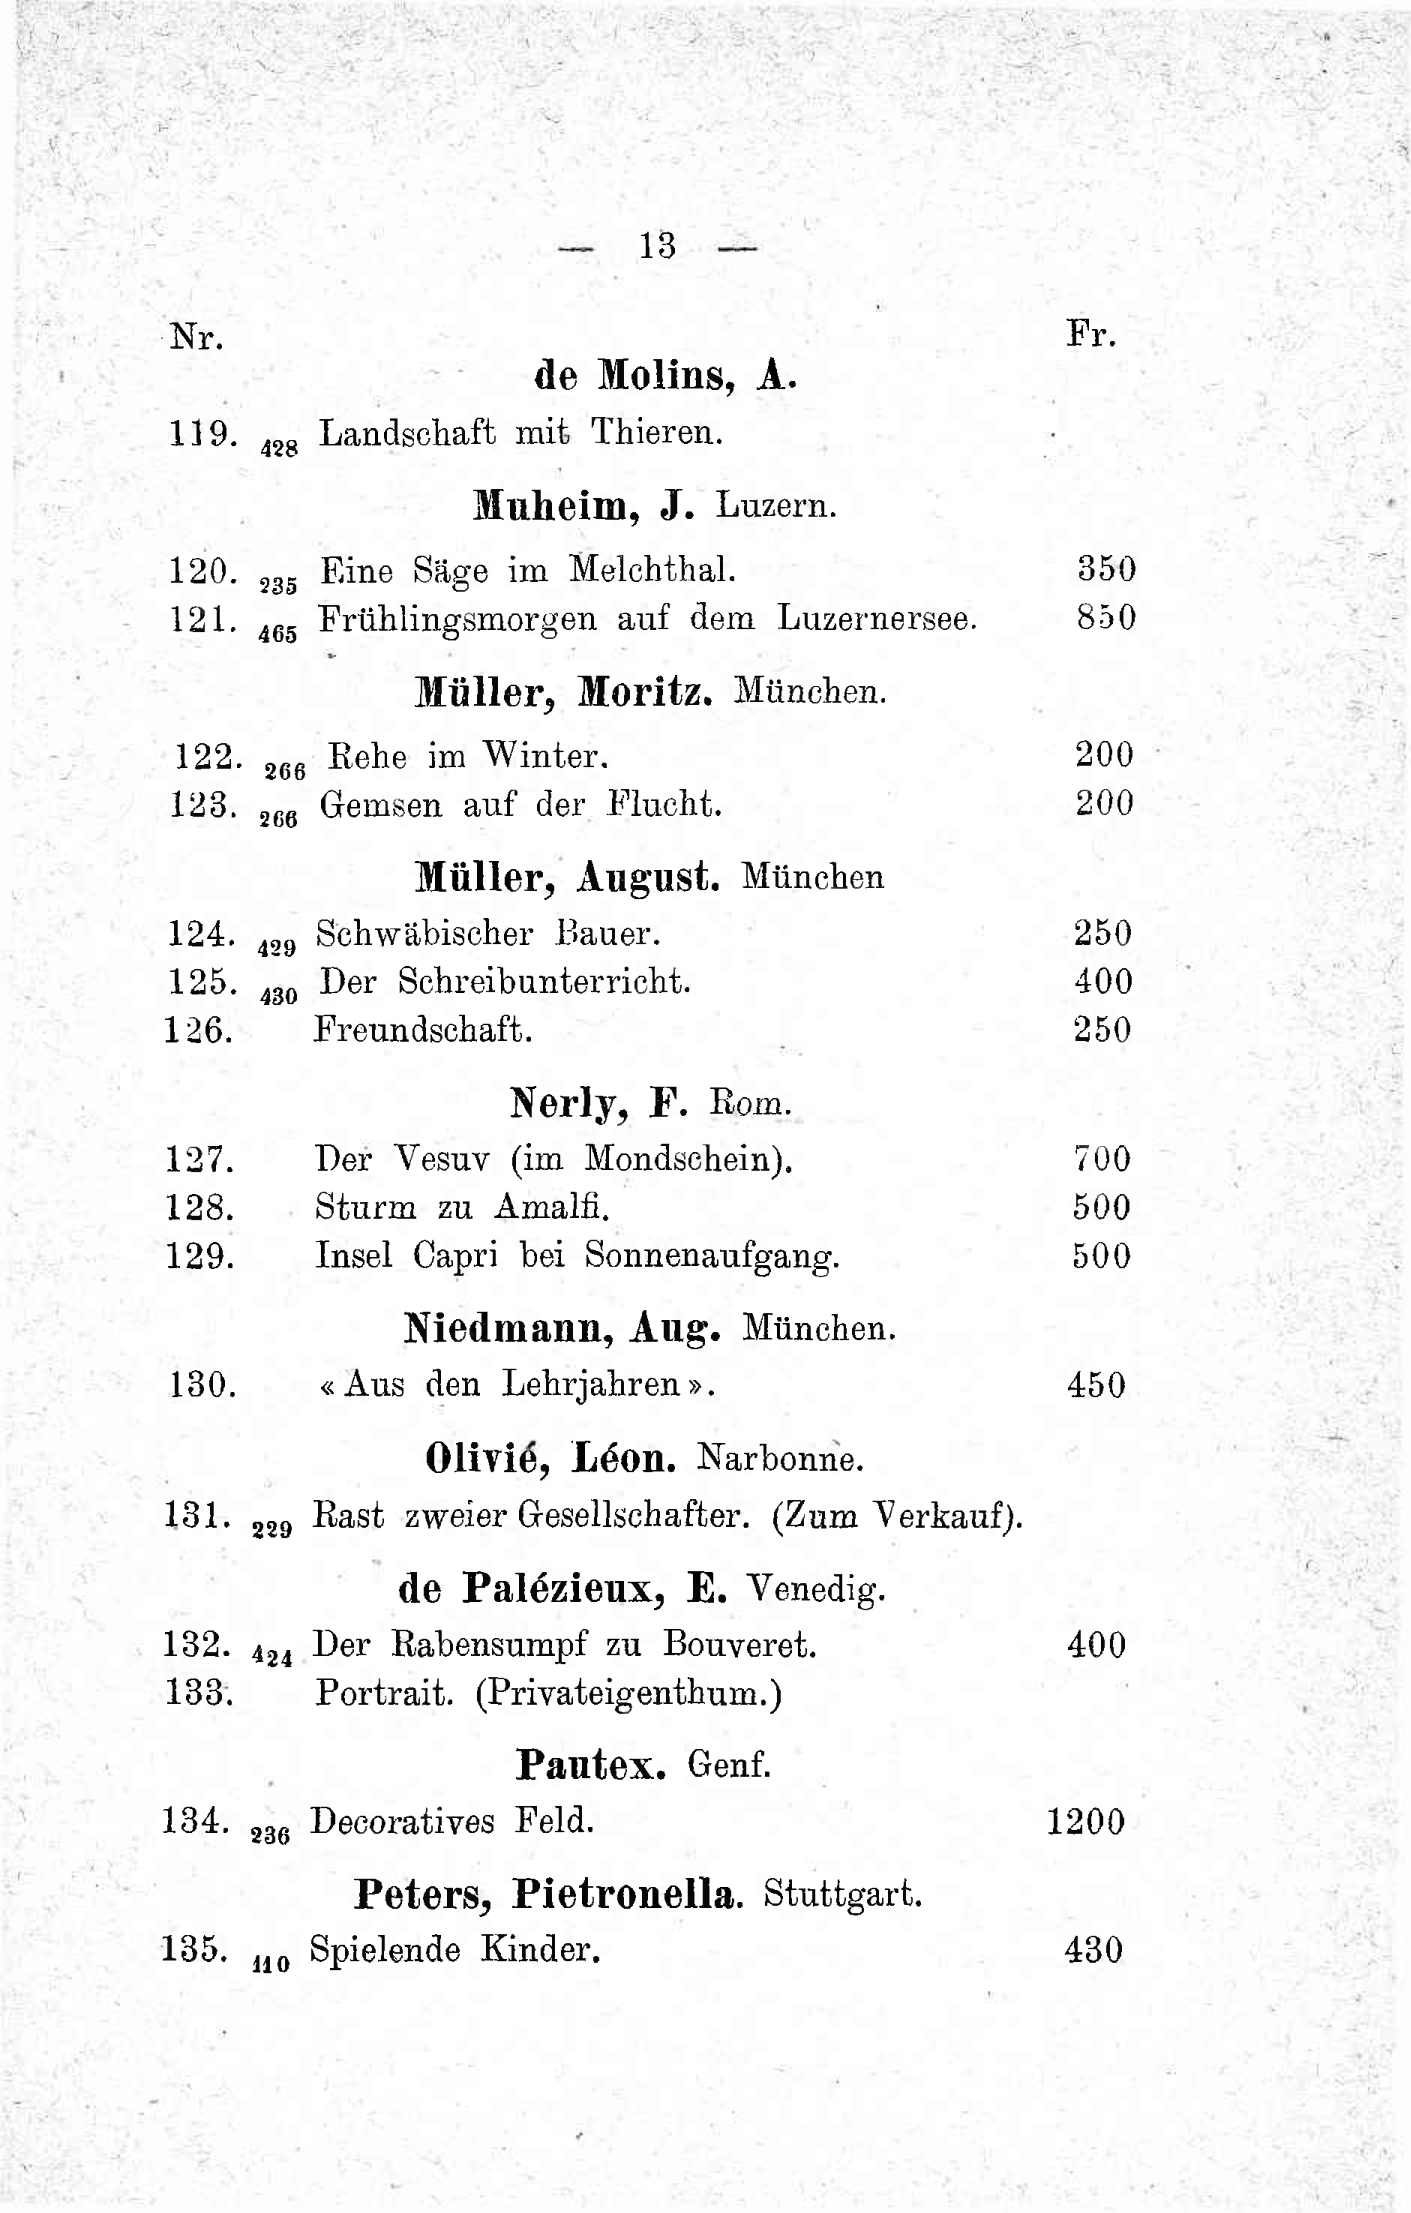 — 13 —
Nr. Fr.
de Molins, A.
119. 428 Landschaft mit Thieren.
Muheim, J. Luzern.
120. 235 Eine Säge im Melchthal. 350
121. 465 Frühlingsmorgen auf dem Luzernersee. 850
Müller, Moritz. München.
122. 266 Rehe im Winter. 200
123. 266 Gemsen auf der Flucht. 200
Müller, August. München
124. 429 Schwäbischer Bauer. 250
125. 430 Der Schreibunterricht. 400
126. Freundschaft. 250
Nerly, F. Rom.
127. Der Vesuv (im Mondschein). 700
128. Sturm zu Amalfi. 500
129. Insel Capri bei Sonnenaufgang. 500
Niedmann, Aug. München.
130. « Aus den Lehrjahren ». 450
Olivié, Léon. Narbonne.
131. 229 Rast zweier Gesellschafter. (Zum Verkauf).
de Palézieux, E. Venedig.
132. 424 Der Rabensumpf zu Bouveret. 400
133. Portrait. (Privateigenthum.)
Pautex. Genf.
134. 236 Decoratives Feld. 1200
Peters, Pietronella. Stuttgart.
135. 110 Spielende Kinder. 430